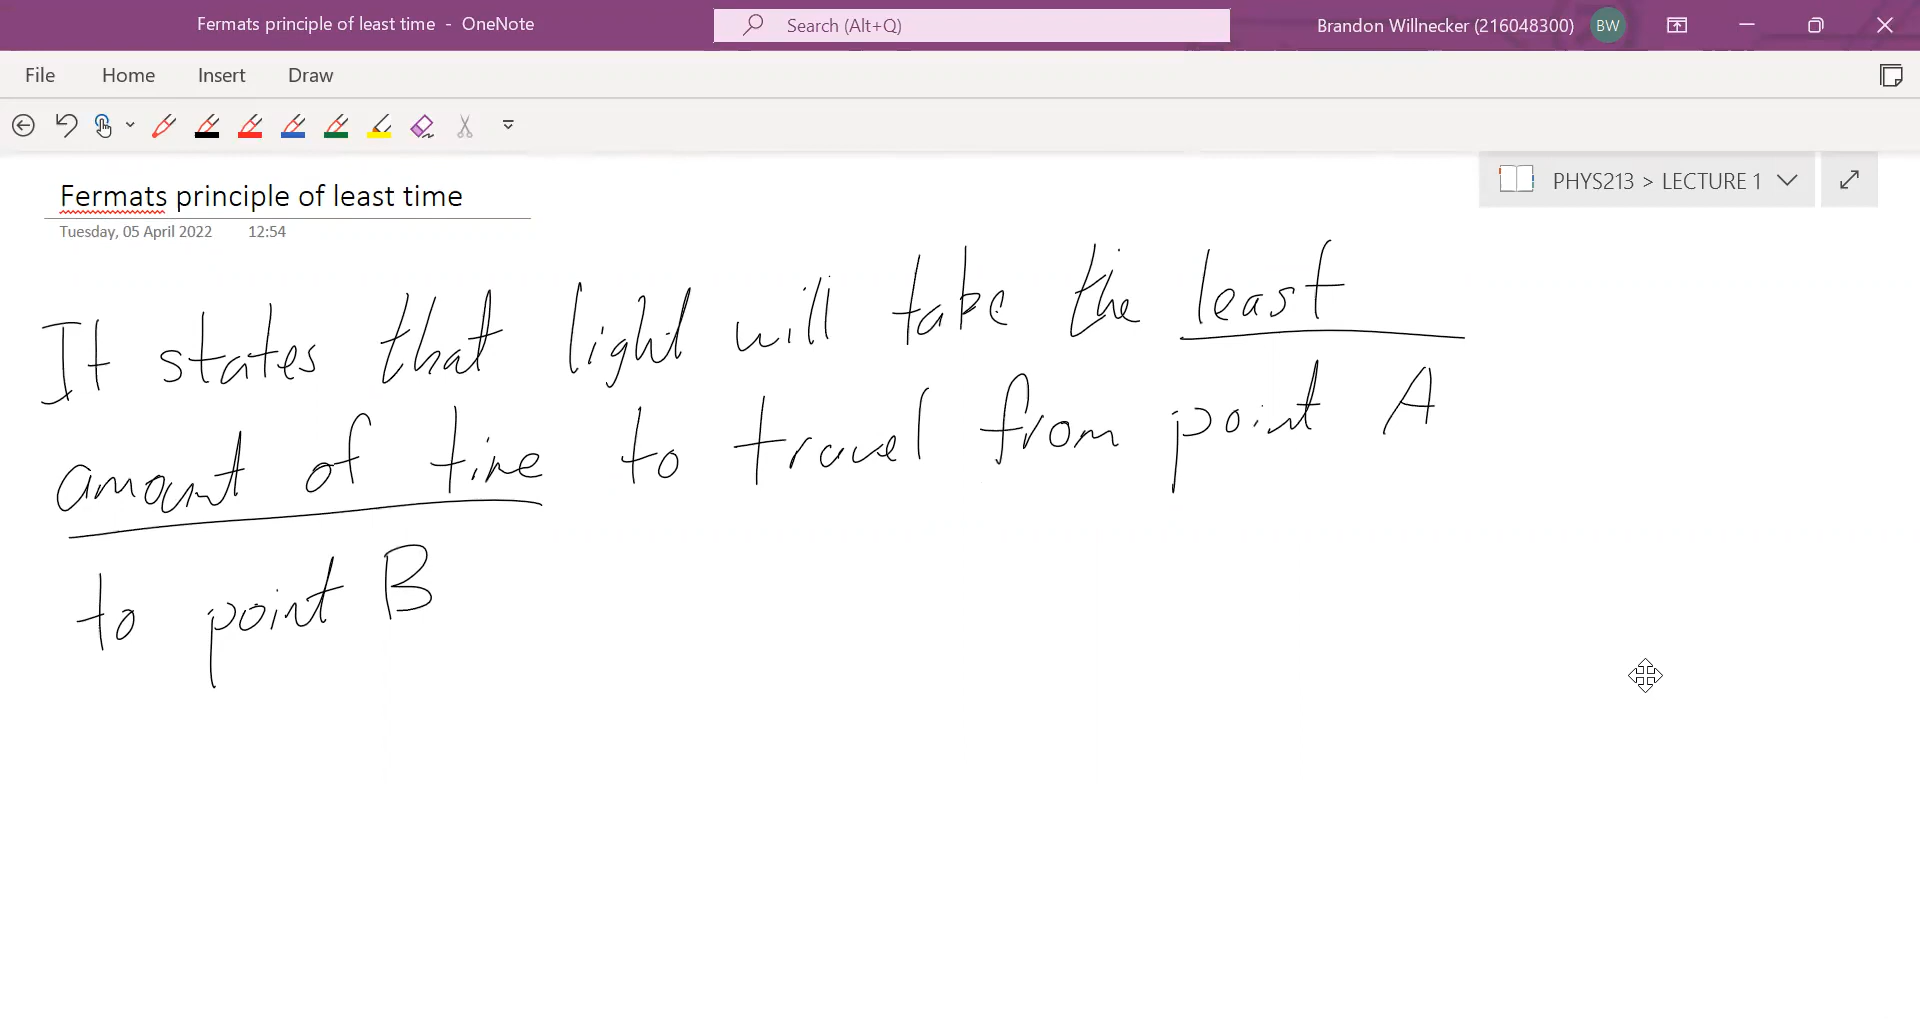 Fermats principle of least time - OneNote
Search (Alt+Q)
Brandon Willnecker (216048300)
BW
File Home Insert Draw
PHYS213 > LECTURE 1
Fermats principle of least time
Tuesday, 05 April 2022 12:54
It states that light will take the least
amount of time to travel from point A
to point B